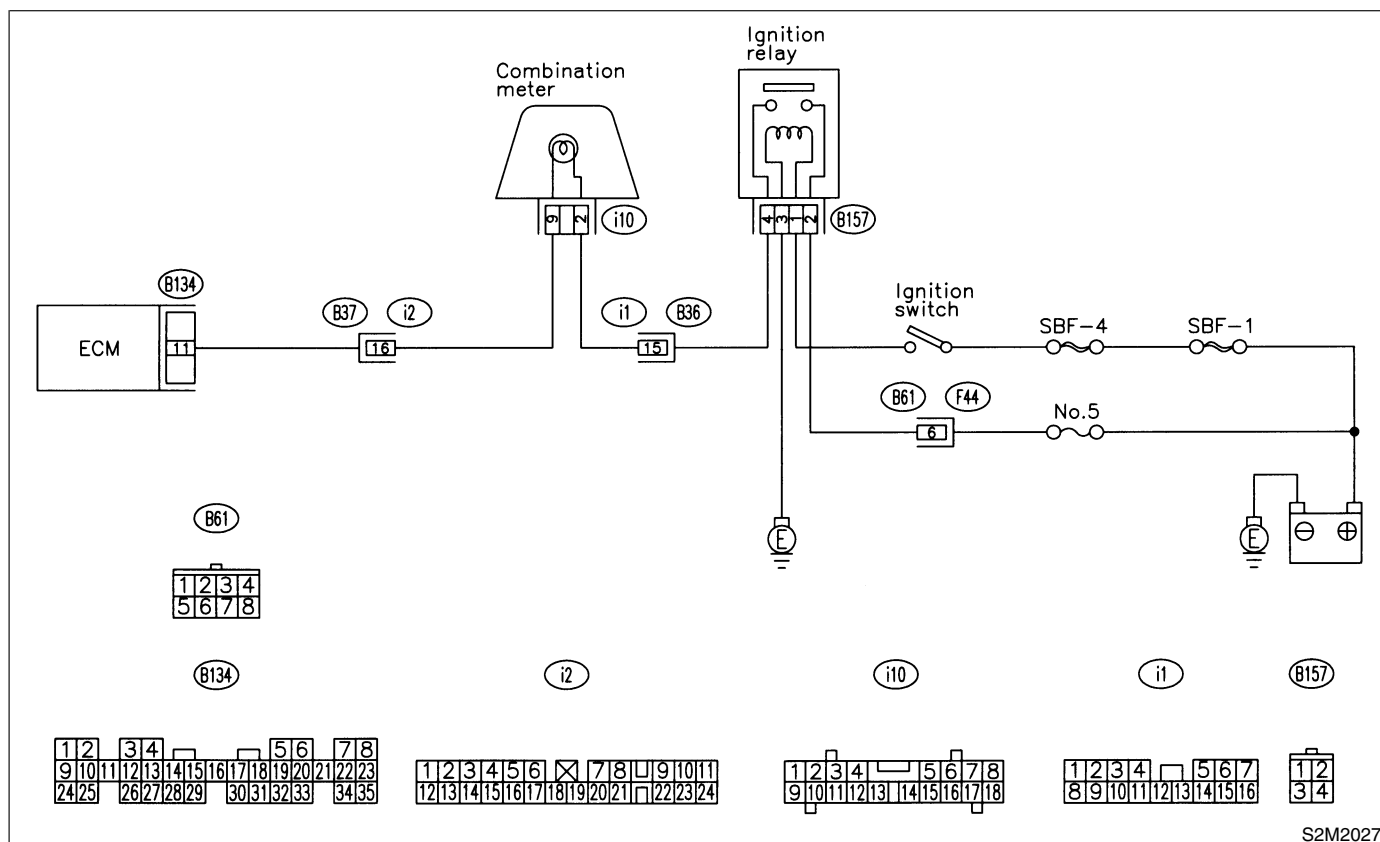 Ignition
relay
Combination
meter
9 2
i10
4 3 1 2
B157
B134
ECM
11
B37 i2
16
i1 B36
15
Ignition
switch
SBF-4
SBF-1
B61 F44
6
No.5
E
E
⊖ ⊕
B61
1 2 3 4
5 6 7 8
B134
1 2 3 4 5 6 7 8
9 10 11 12 13 14 15 16 17 18 19 20 21 22 23
24 25 26 27 28 29 30 31 32 33 34 35
i2
1 2 3 4 5 6 7 8 9 10 11
12 13 14 15 16 17 18 19 20 21 22 23 24
i10
1 2 3 4 5 6 7 8
9 10 11 12 13 14 15 16 17 18
i1
1 2 3 4 5 6 7
8 9 10 11 12 13 14 15 16
B157
1 2
3 4
S2M2027